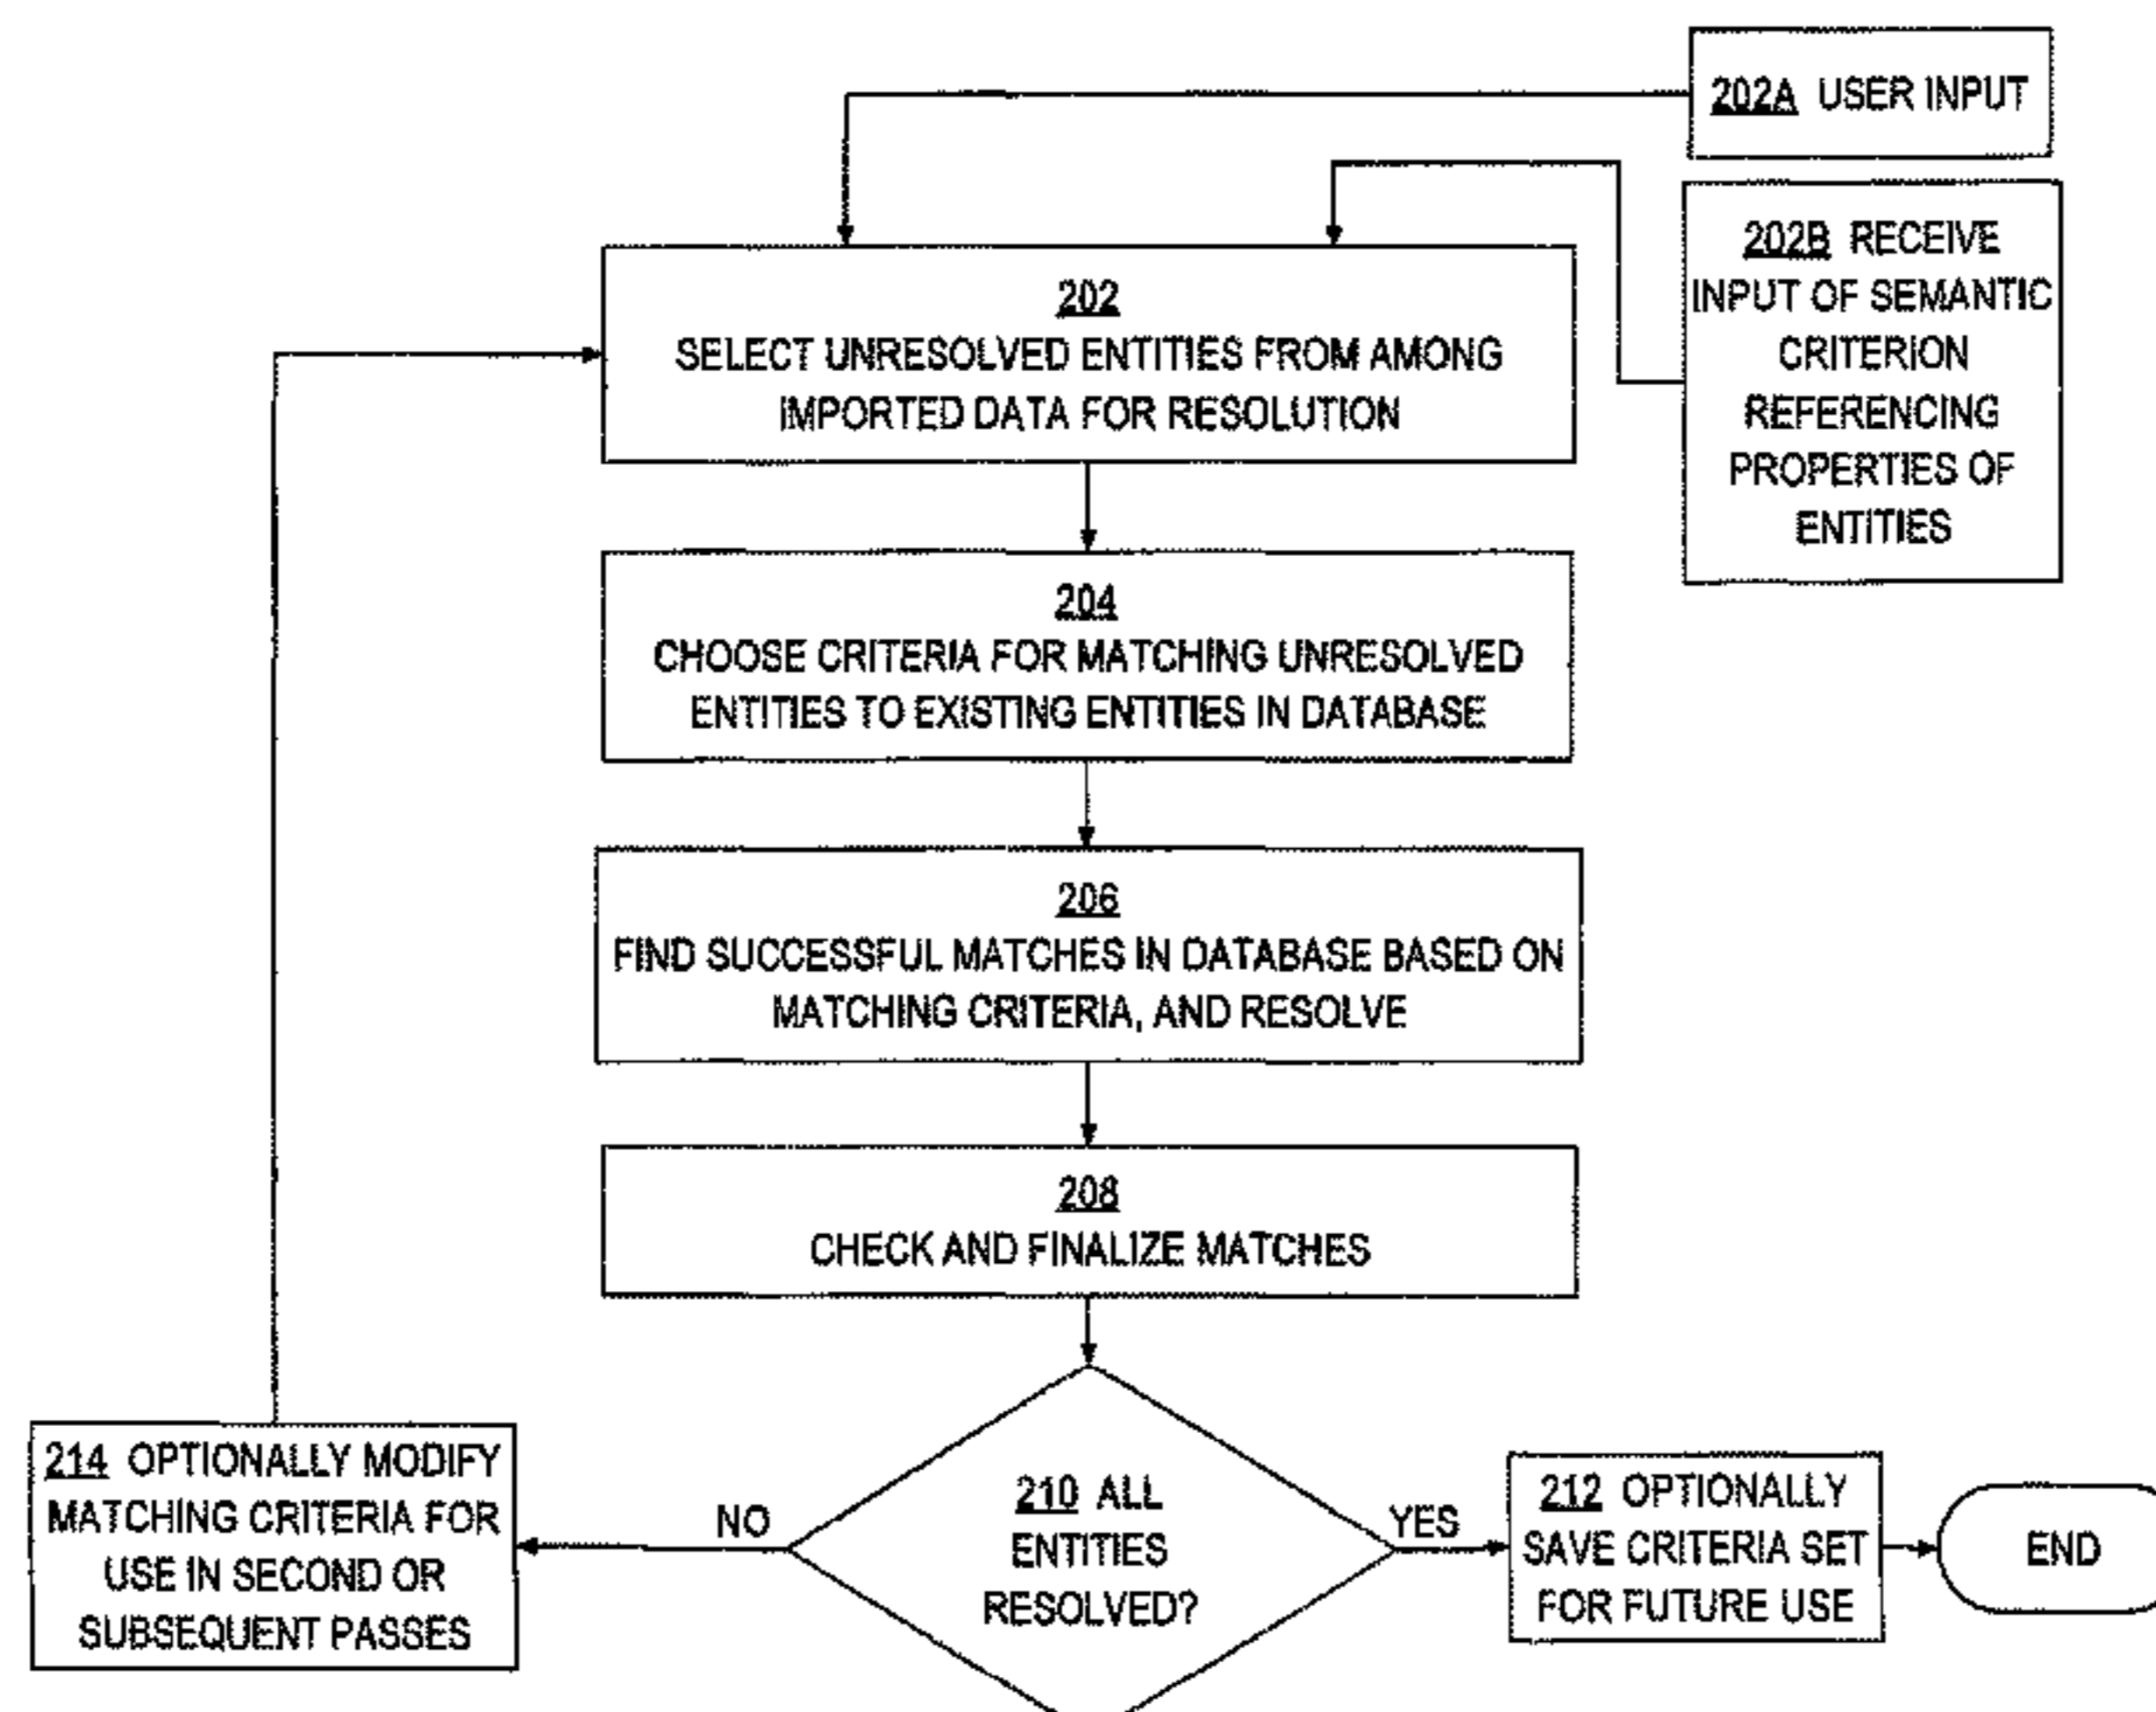 202A USER INPUT
202B RECEIVE
INPUT OF SEMANTIC
CRITERION
REFERENCING
PROPERTIES OF
ENTITIES
202
SELECT UNRESOLVED ENTITIES FROM AMONG
IMPORTED DATA FOR RESOLUTION
204
CHOOSE CRITERIA FOR MATCHING UNRESOLVED
ENTITIES TO EXISTING ENTITIES IN DATABASE
206
FIND SUCCESSFUL MATCHES IN DATABASE BASED ON
MATCHING CRITERIA, AND RESOLVE
208
CHECK AND FINALIZE MATCHES
210 ALL
ENTITIES
RESOLVED?
NO
214 OPTIONALLY MODIFY
MATCHING CRITERIA FOR
USE IN SECOND OR
SUBSEQUENT PASSES
YES
212 OPTIONALLY
SAVE CRITERIA SET
FOR FUTURE USE
END